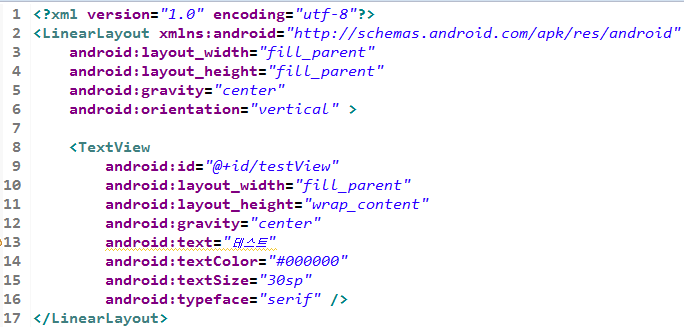 1 <?xml version="1.0" encoding="utf-8"?>
2 <LinearLayout xmlns:android="http://schemas.android.com/apk/res/android"
3 android:layout_width="fill_parent"
4 android:layout_height="fill_parent"
5 android:gravity="center"
6 android:orientation="vertical" >
7
8 <TextView
9 android:id="@+id/testView"
10 android:layout_width="fill_parent"
11 android:layout_height="wrap_content"
12 android:gravity="center"
13 android:text="테스트"
14 android:textColor="#000000"
15 android:textSize="30sp"
16 android:typeface="serif" />
17 </LinearLayout>